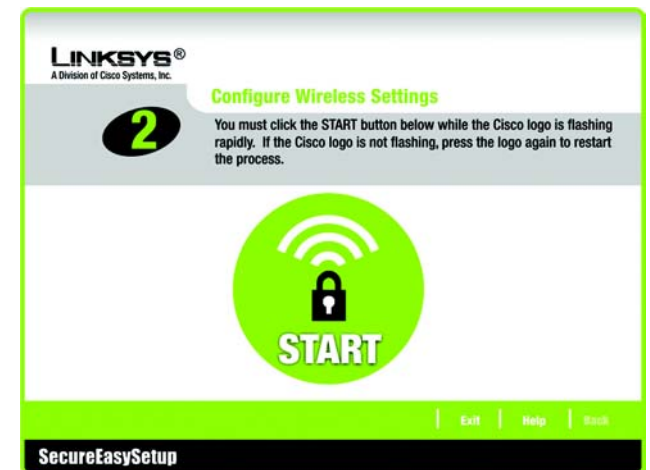 LINKSYS®
A Division of Cisco Systems, Inc.
Configure Wireless Settings
2
You must click the START button below while the Cisco logo is flashing
rapidly. If the Cisco logo is not flashing, press the logo again to restart
the process.
START
Exit
Help
Back
SecureEasySetup